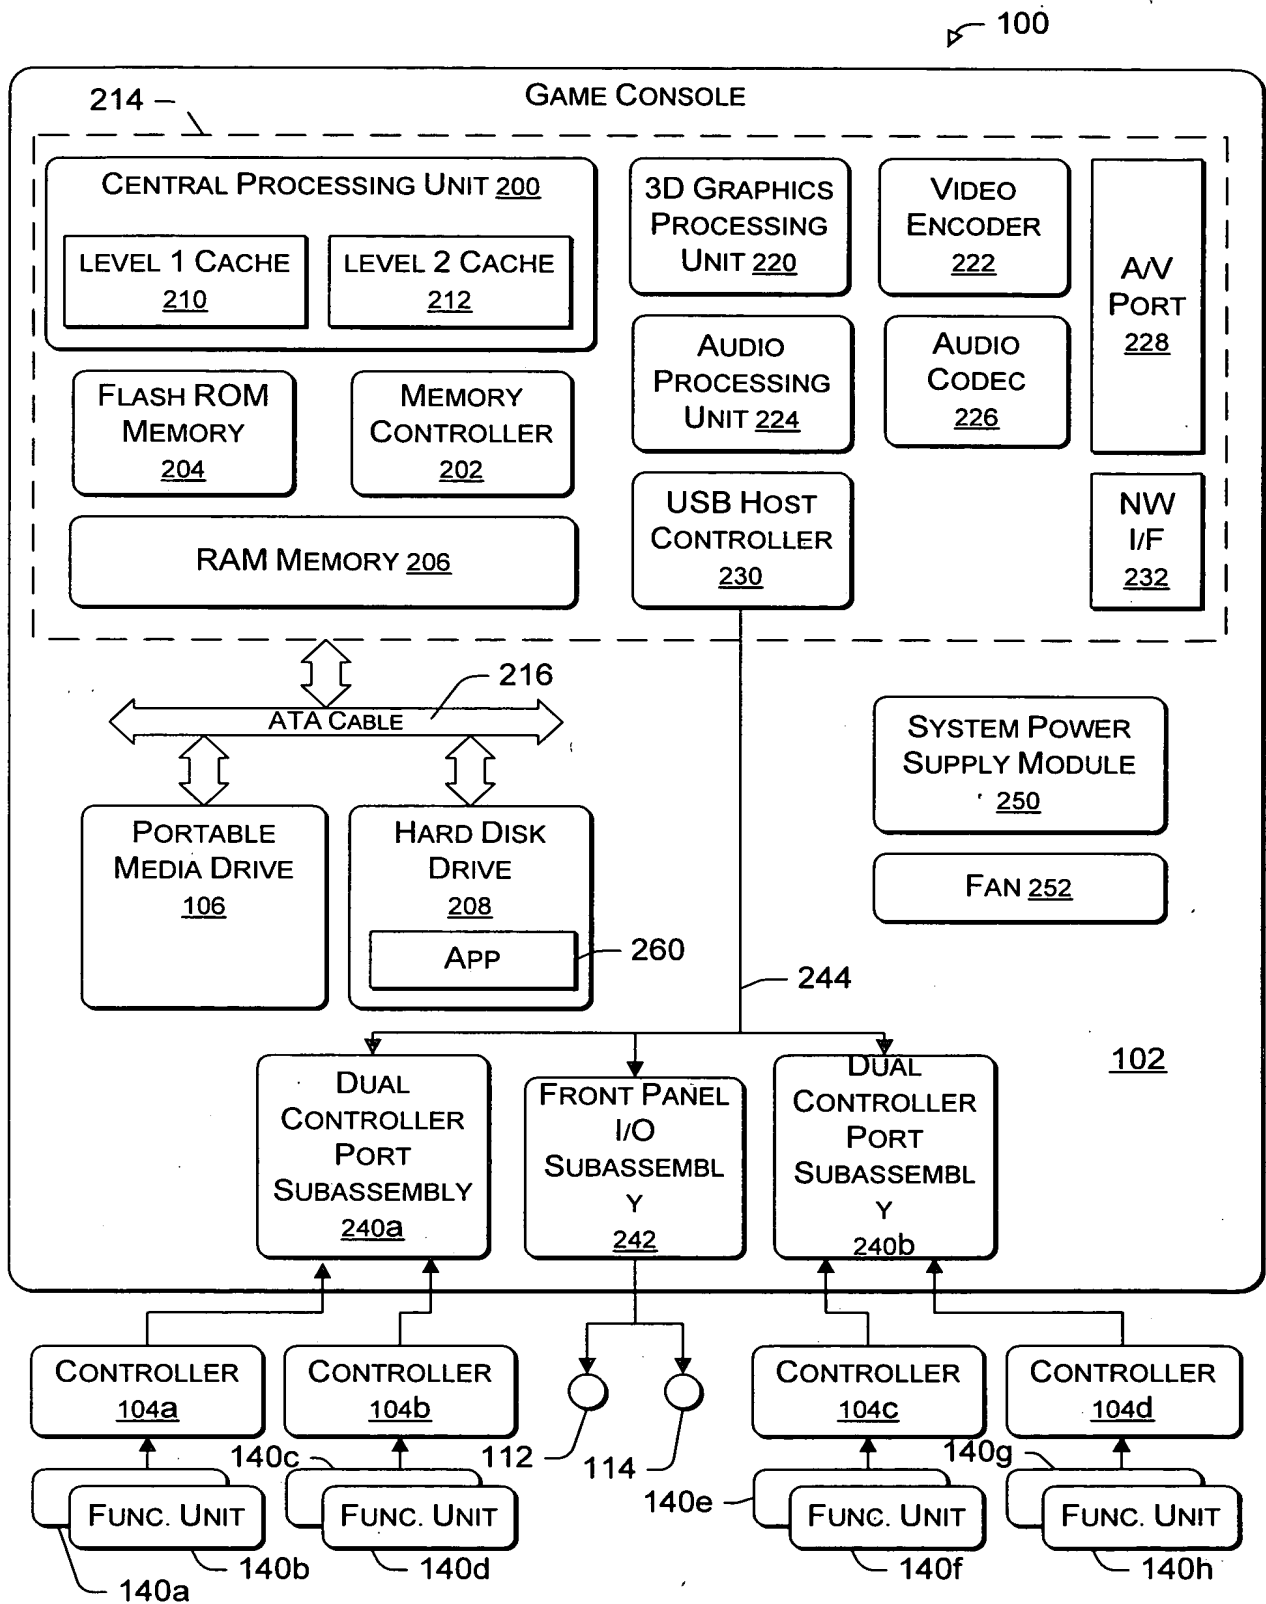 100
GAME CONSOLE
214
CENTRAL PROCESSING UNIT 200
LEVEL 1 CACHE
210
LEVEL 2 CACHE
212
3D GRAPHICS
PROCESSING
UNIT 220
VIDEO
ENCODER
222
A/V
PORT
228
AUDIO
PROCESSING
UNIT 224
AUDIO
CODEC
226
FLASH ROM
MEMORY
204
MEMORY
CONTROLLER
202
USB HOST
CONTROLLER
230
NW
I/F
232
RAM MEMORY 206
216
ATA CABLE
SYSTEM POWER
SUPPLY MODULE
250
PORTABLE
MEDIA DRIVE
106
HARD DISK
DRIVE
208
APP
260
FAN 252
244
102
DUAL
CONTROLLER
PORT
SUBASSEMBLY
240a
FRONT PANEL
I/O
SUBASSEMBL
Y
242
DUAL
CONTROLLER
PORT
SUBASSEMBL
Y
240b
CONTROLLER
104a
CONTROLLER
104b
CONTROLLER
104c
CONTROLLER
104d
112
114
140c
140e
140g
FUNC. UNIT
FUNC. UNIT
FUNC. UNIT
FUNC. UNIT
140a
140b
140d
140f
140h